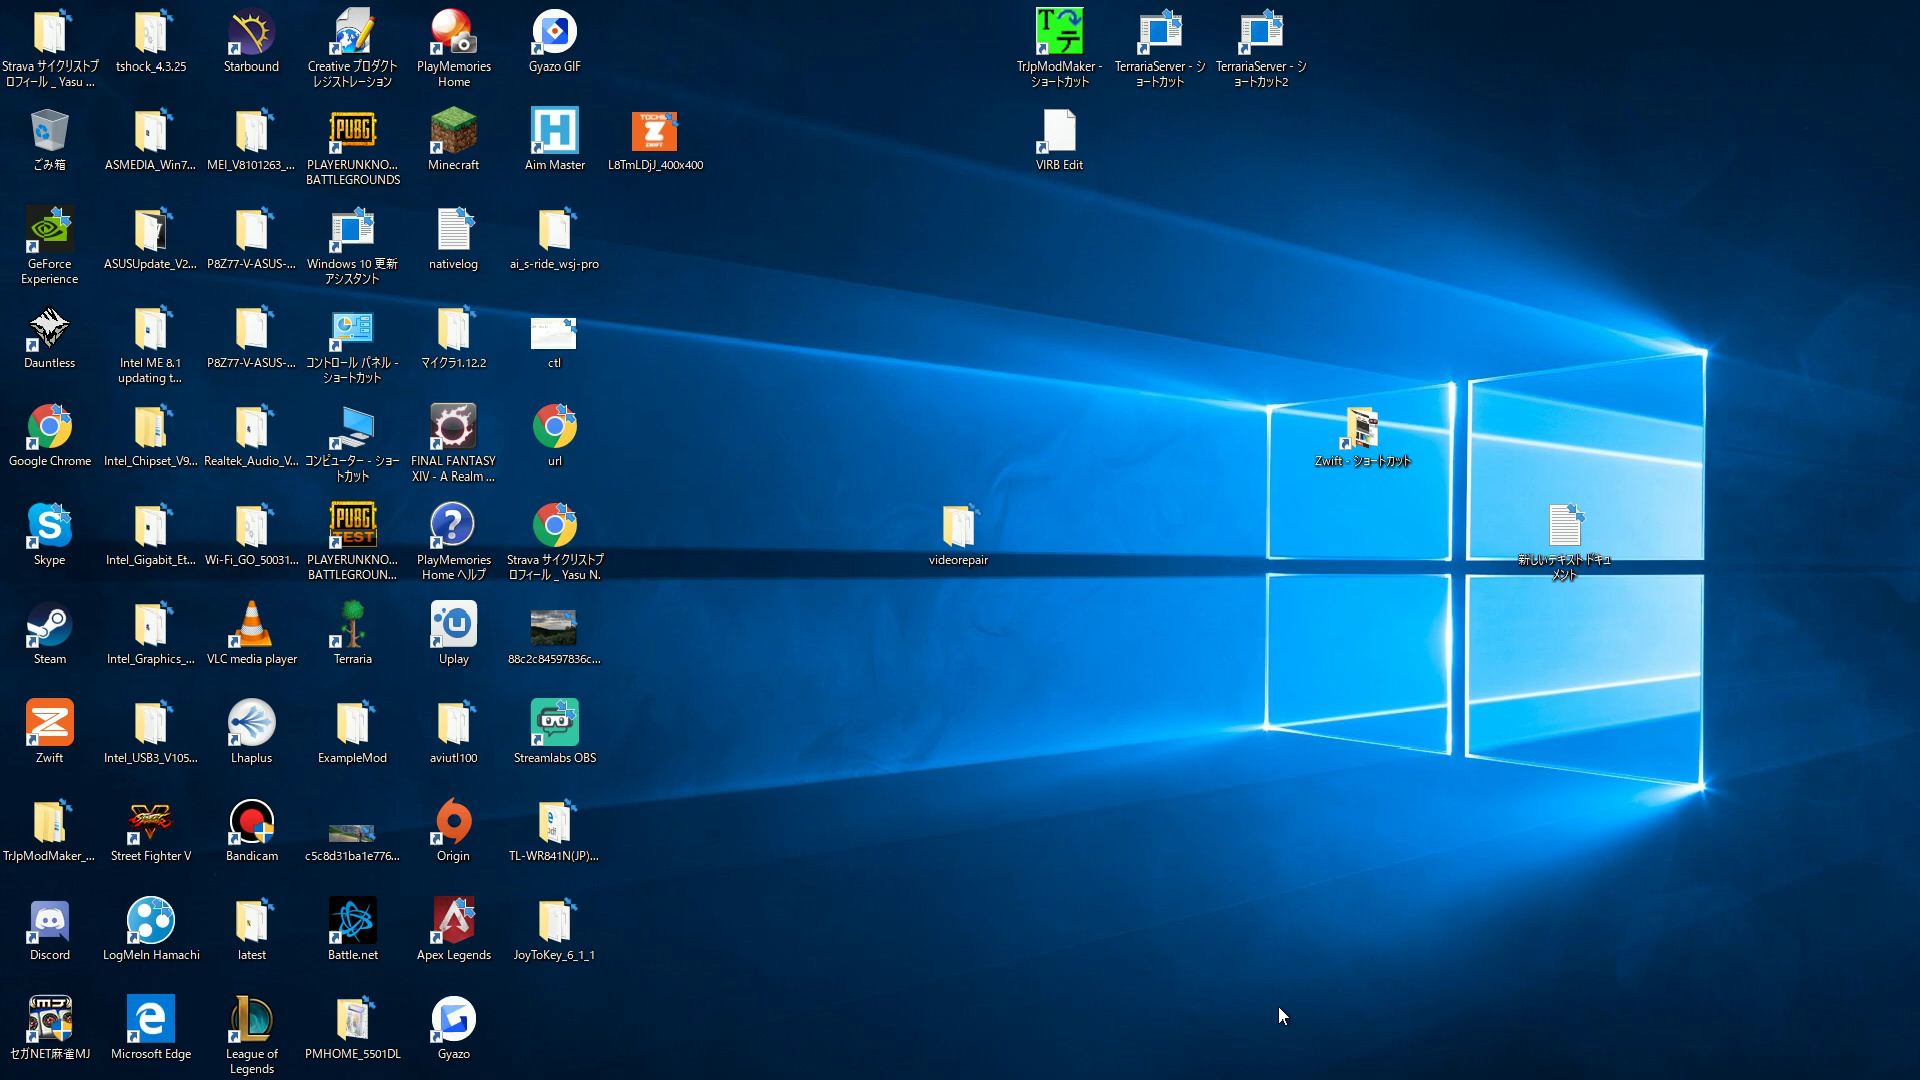 Strava サイクリストプ
ロフィール _ Yasu ...
tshock_4.3.25
Starbound
Creative プロダクト
レジストレーション
PlayMemories
Home
Gyazo GIF
TrJpModMaker -
ショートカット
TerrariaServer - シ
ョートカット
TerrariaServer - シ
ョートカット2
ごみ箱
ASMEDIA_Win7...
MEI_V8101263_...
PUBG
PLAYERUNKNO...
BATTLEGROUNDS
Minecraft
Aim Master
TOCHI
ZWIFT
L8TmLDjJ_400x400
VIRB Edit
GeForce
Experience
ASUSUpdate_V2...
P8Z77-V-ASUS-...
Windows 10 更新
アシスタント
nativelog
ai_s-ride_wsj-pro
Dauntless
Intel ME 8.1
updating t...
P8Z77-V-ASUS-...
コントロール パネル -
ショートカット
マイクラ1.12.2
ctl
Google Chrome
Intel_Chipset_V9...
Realtek_Audio_V...
コンピューター - ショー
トカット
FINAL FANTASY
XIV - A Realm ...
url
Zwift - ショートカット
Skype
Intel_Gigabit_Et...
Wi-Fi_GO_50031...
PUBG
TEST
PLAYERUNKNO...
BATTLEGROUN...
PlayMemories
Home ヘルプ
Strava サイクリストプ
ロフィール _ Yasu N.
videorepair
新しいテキスト ドキュ
メント
Steam
Intel_Graphics_...
VLC media player
Terraria
Uplay
88c2c84597836c...
Zwift
Intel_USB3_V105...
Lhaplus
ExampleMod
aviutl100
Streamlabs OBS
TrJpModMaker_...
Street Fighter V
Bandicam
c5c8d31ba1e776...
Origin
TL-WR841N(JP)...
Discord
LogMeIn Hamachi
latest
Battle.net
Apex Legends
JoyToKey_6_1_1
MJ
セガNET麻雀MJ
Microsoft Edge
League of
Legends
PMHOME_5501DL
Gyazo